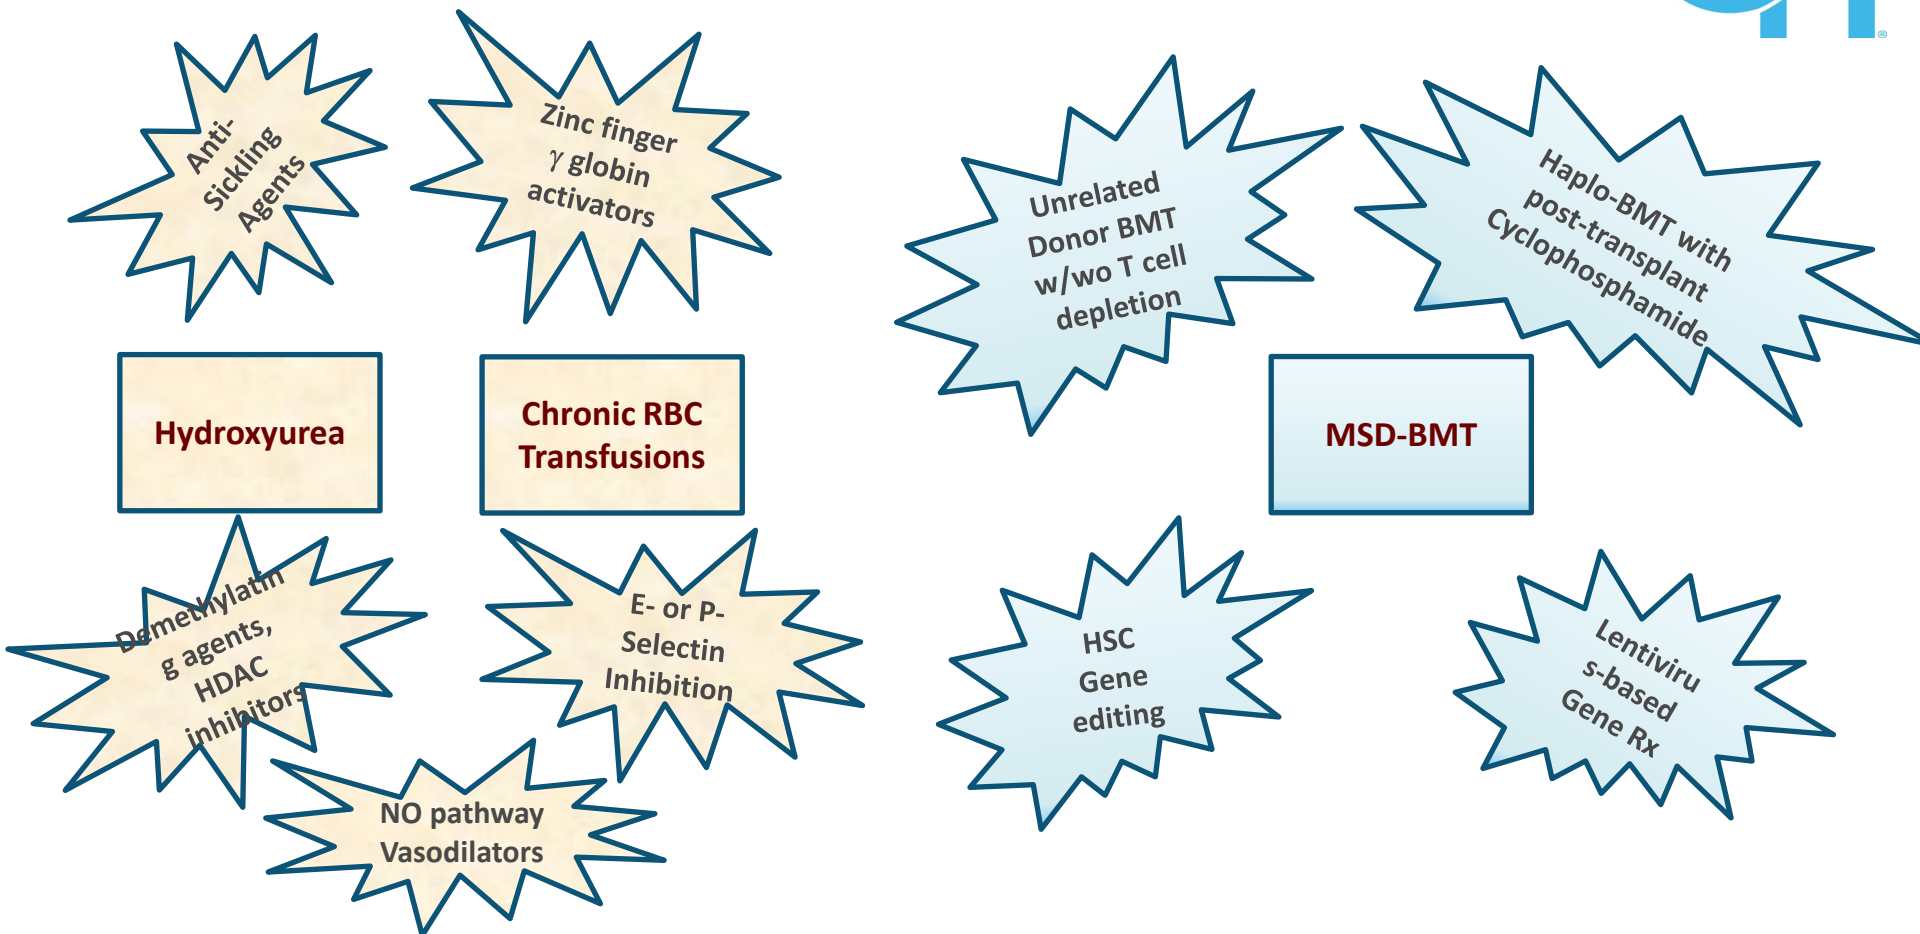 Anti-
Sickling
Agents
Zinc finger
γ globin
activators
Unrelated
Donor BMT
w/wo T cell
depletion
Haplo-BMT with
post-transplant
Cyclophosphamide
Hydroxyurea
Chronic RBC
Transfusions
MSD-BMT
Demethylatin
g agents,
HDAC
inhibitors
E- or P-
Selectin
Inhibition
HSC
Gene
editing
Lentiviru
s-based
Gene Rx
NO pathway
Vasodilators
®